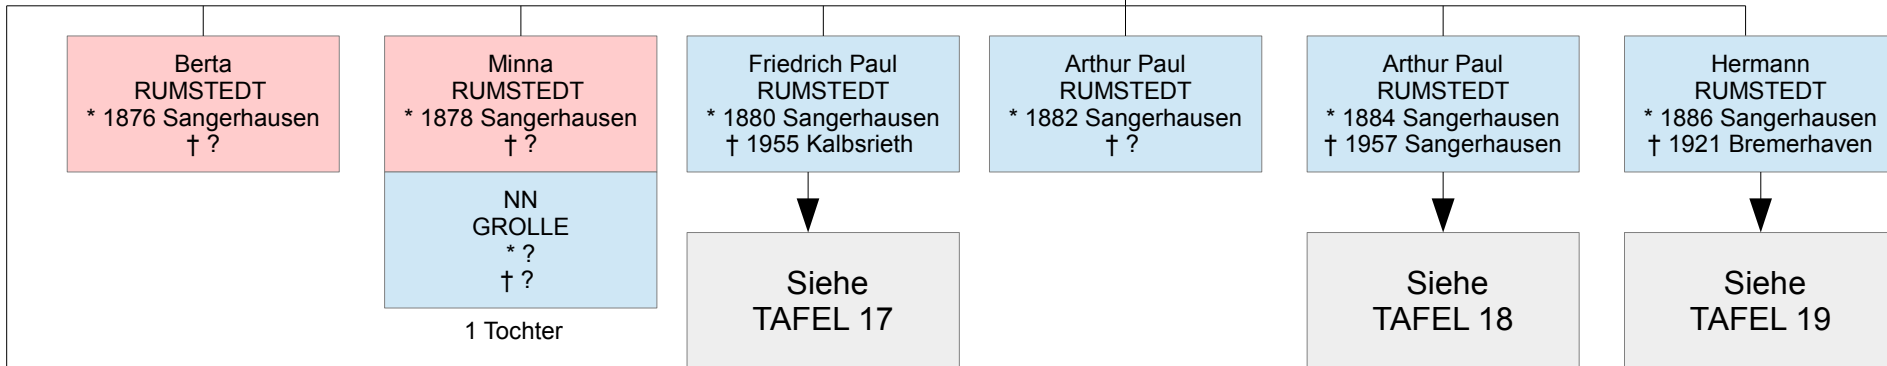 Berta
RUMSTEDT
* 1876 Sangerhausen
† ?
Minna
RUMSTEDT
* 1878 Sangerhausen
† ?
NN
GROLLE
* ?
† ?
1 Tochter
Friedrich Paul
RUMSTEDT
* 1880 Sangerhausen
† 1955 Kalbsrieth
Siehe
TAFEL 17
Arthur Paul
RUMSTEDT
* 1882 Sangerhausen
† ?
Arthur Paul
RUMSTEDT
* 1884 Sangerhausen
† 1957 Sangerhausen
Siehe
TAFEL 18
Hermann
RUMSTEDT
* 1886 Sangerhausen
† 1921 Bremerhaven
Siehe
TAFEL 19